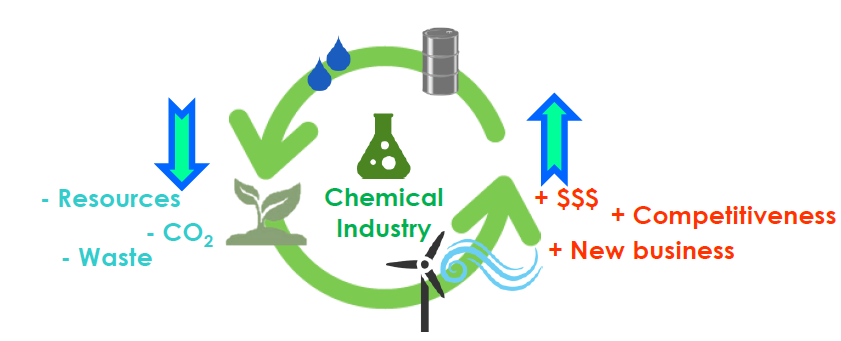 - Resources
- CO₂
- Waste
Chemical
Industry
+ $$$
+ Competitiveness
+ New business